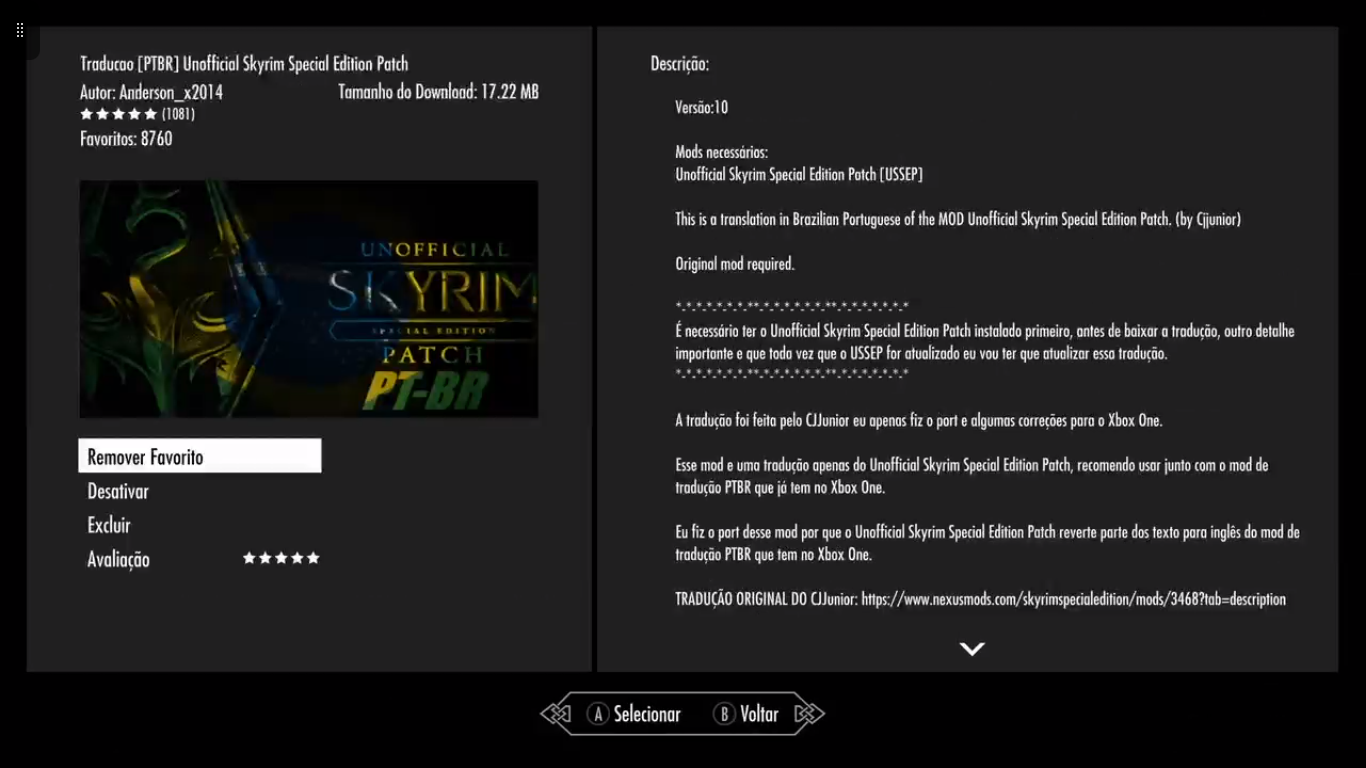 Traducao [PTBR] Unofficial Skyrim Special Edition Patch
Autor: Anderson_x2014
Tamanho do Download: 17.22 MB
★★★★★ (1081)
Favoritos: 8760
UNOFFICIAL
SKYRIM
SPECIAL EDITION
PATCH
PT-BR
Remover Favorito
Desativar
Excluir
Avaliação ★★★★★
Descrição:
Versão:10
Mods necessários:
Unofficial Skyrim Special Edition Patch [USSEP]
This is a translation in Brazilian Portuguese of the MOD Unofficial Skyrim Special Edition Patch. (by Cjjunior)
Original mod required.
*-*-*-*-*-*-*-**-*-*-*-*-*-*-**-*-*-*-*-*-*-*
É necessário ter o Unofficial Skyrim Special Edition Patch instalado primeiro, antes de baixar a tradução, outro detalhe
importante e que toda vez que o USSEP for atualizado eu vou ter que atualizar essa tradução.
*-*-*-*-*-*-*-**-*-*-*-*-*-*-**-*-*-*-*-*-*-*
A tradução foi feita pelo CJJunior eu apenas fiz o port e algumas correções para o Xbox One.
Esse mod e uma tradução apenas do Unofficial Skyrim Special Edition Patch, recomendo usar junto com o mod de
tradução PTBR que já tem no Xbox One.
Eu fiz o port desse mod por que o Unofficial Skyrim Special Edition Patch reverte parte dos texto para inglês do mod de
tradução PTBR que tem no Xbox One.
TRADUÇÃO ORIGINAL DO CJJunior: https://www.nexusmods.com/skyrimspecialedition/mods/3468?tab=description
A Selecionar B Voltar